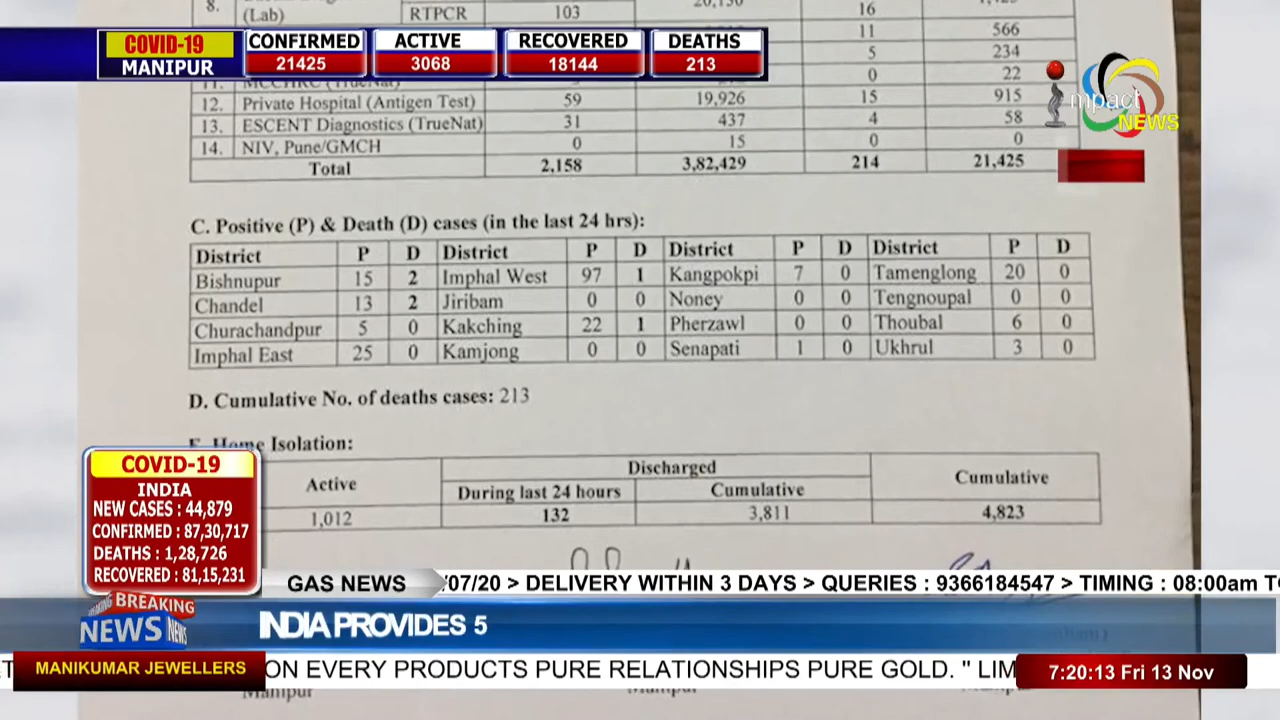 8.
(Lab) RTPCR 103 16
11 566
5 234
0 22
COVID-19
MANIPUR
CONFIRMED ACTIVE RECOVERED DEATHS
21425 3068 18144 213
12. Private Hospital (Antigen Test) 59 19,926 15 915
13. ESCENT Diagnostics (TrueNat) 31 437 4 58
14. NIV, Pune/GMCH 0 15 0 0
Total 2,158 3,82,429 214 21,425
mpact
NEWS
C. Positive (P) & Death (D) cases (in the last 24 hrs):
District P D District P D District P D District P D
Bishnupur 15 2 Imphal West 97 1 Kangpokpi 7 0 Tamenglong 20 0
Chandel 13 2 Jiribam 0 0 Noney 0 0 Tengnoupal 0 0
Churachandpur 5 0 Kakching 22 1 Pherzawl 0 0 Thoubal 6 0
Imphal East 25 0 Kamjong 0 0 Senapati 1 0 Ukhrul 3 0
D. Cumulative No. of deaths cases: 213
Home Isolation:
Active Discharged Cumulative
During last 24 hours Cumulative
1,012 132 3,811 4,823
COVID-19
INDIA
NEW CASES : 44,879
CONFIRMED : 87,30,717
DEATHS : 1,28,726
RECOVERED : 81,15,231
GAS NEWS /07/20 > DELIVERY WITHIN 3 DAYS > QUERIES : 9366184547 > TIMING : 08:00am TO
BREAKING
NEWS NEWS
INDIA PROVIDES 5
MANIKUMAR JEWELLERS ON EVERY PRODUCTS PURE RELATIONSHIPS PURE GOLD. " LIM
7:20:13 Fri 13 Nov
Manipur